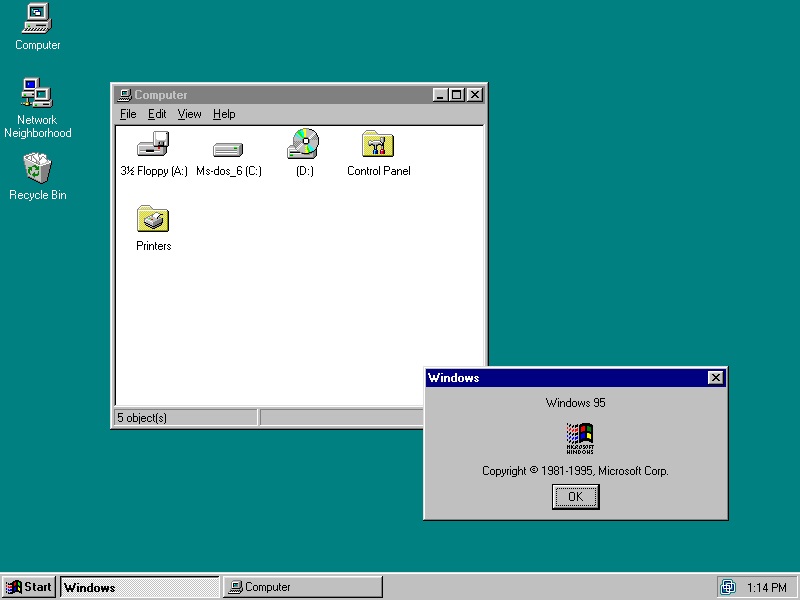 Computer
Network
Neighborhood
Recycle Bin
Computer
File Edit View Help
3½ Floppy (A:) Ms-dos_6 (C:) (D:) Control Panel
Printers
5 object(s)
Windows
Windows 95
MICROSOFT
WINDOWS
Copyright © 1981-1995, Microsoft Corp.
OK
Start Windows Computer 1:14 PM